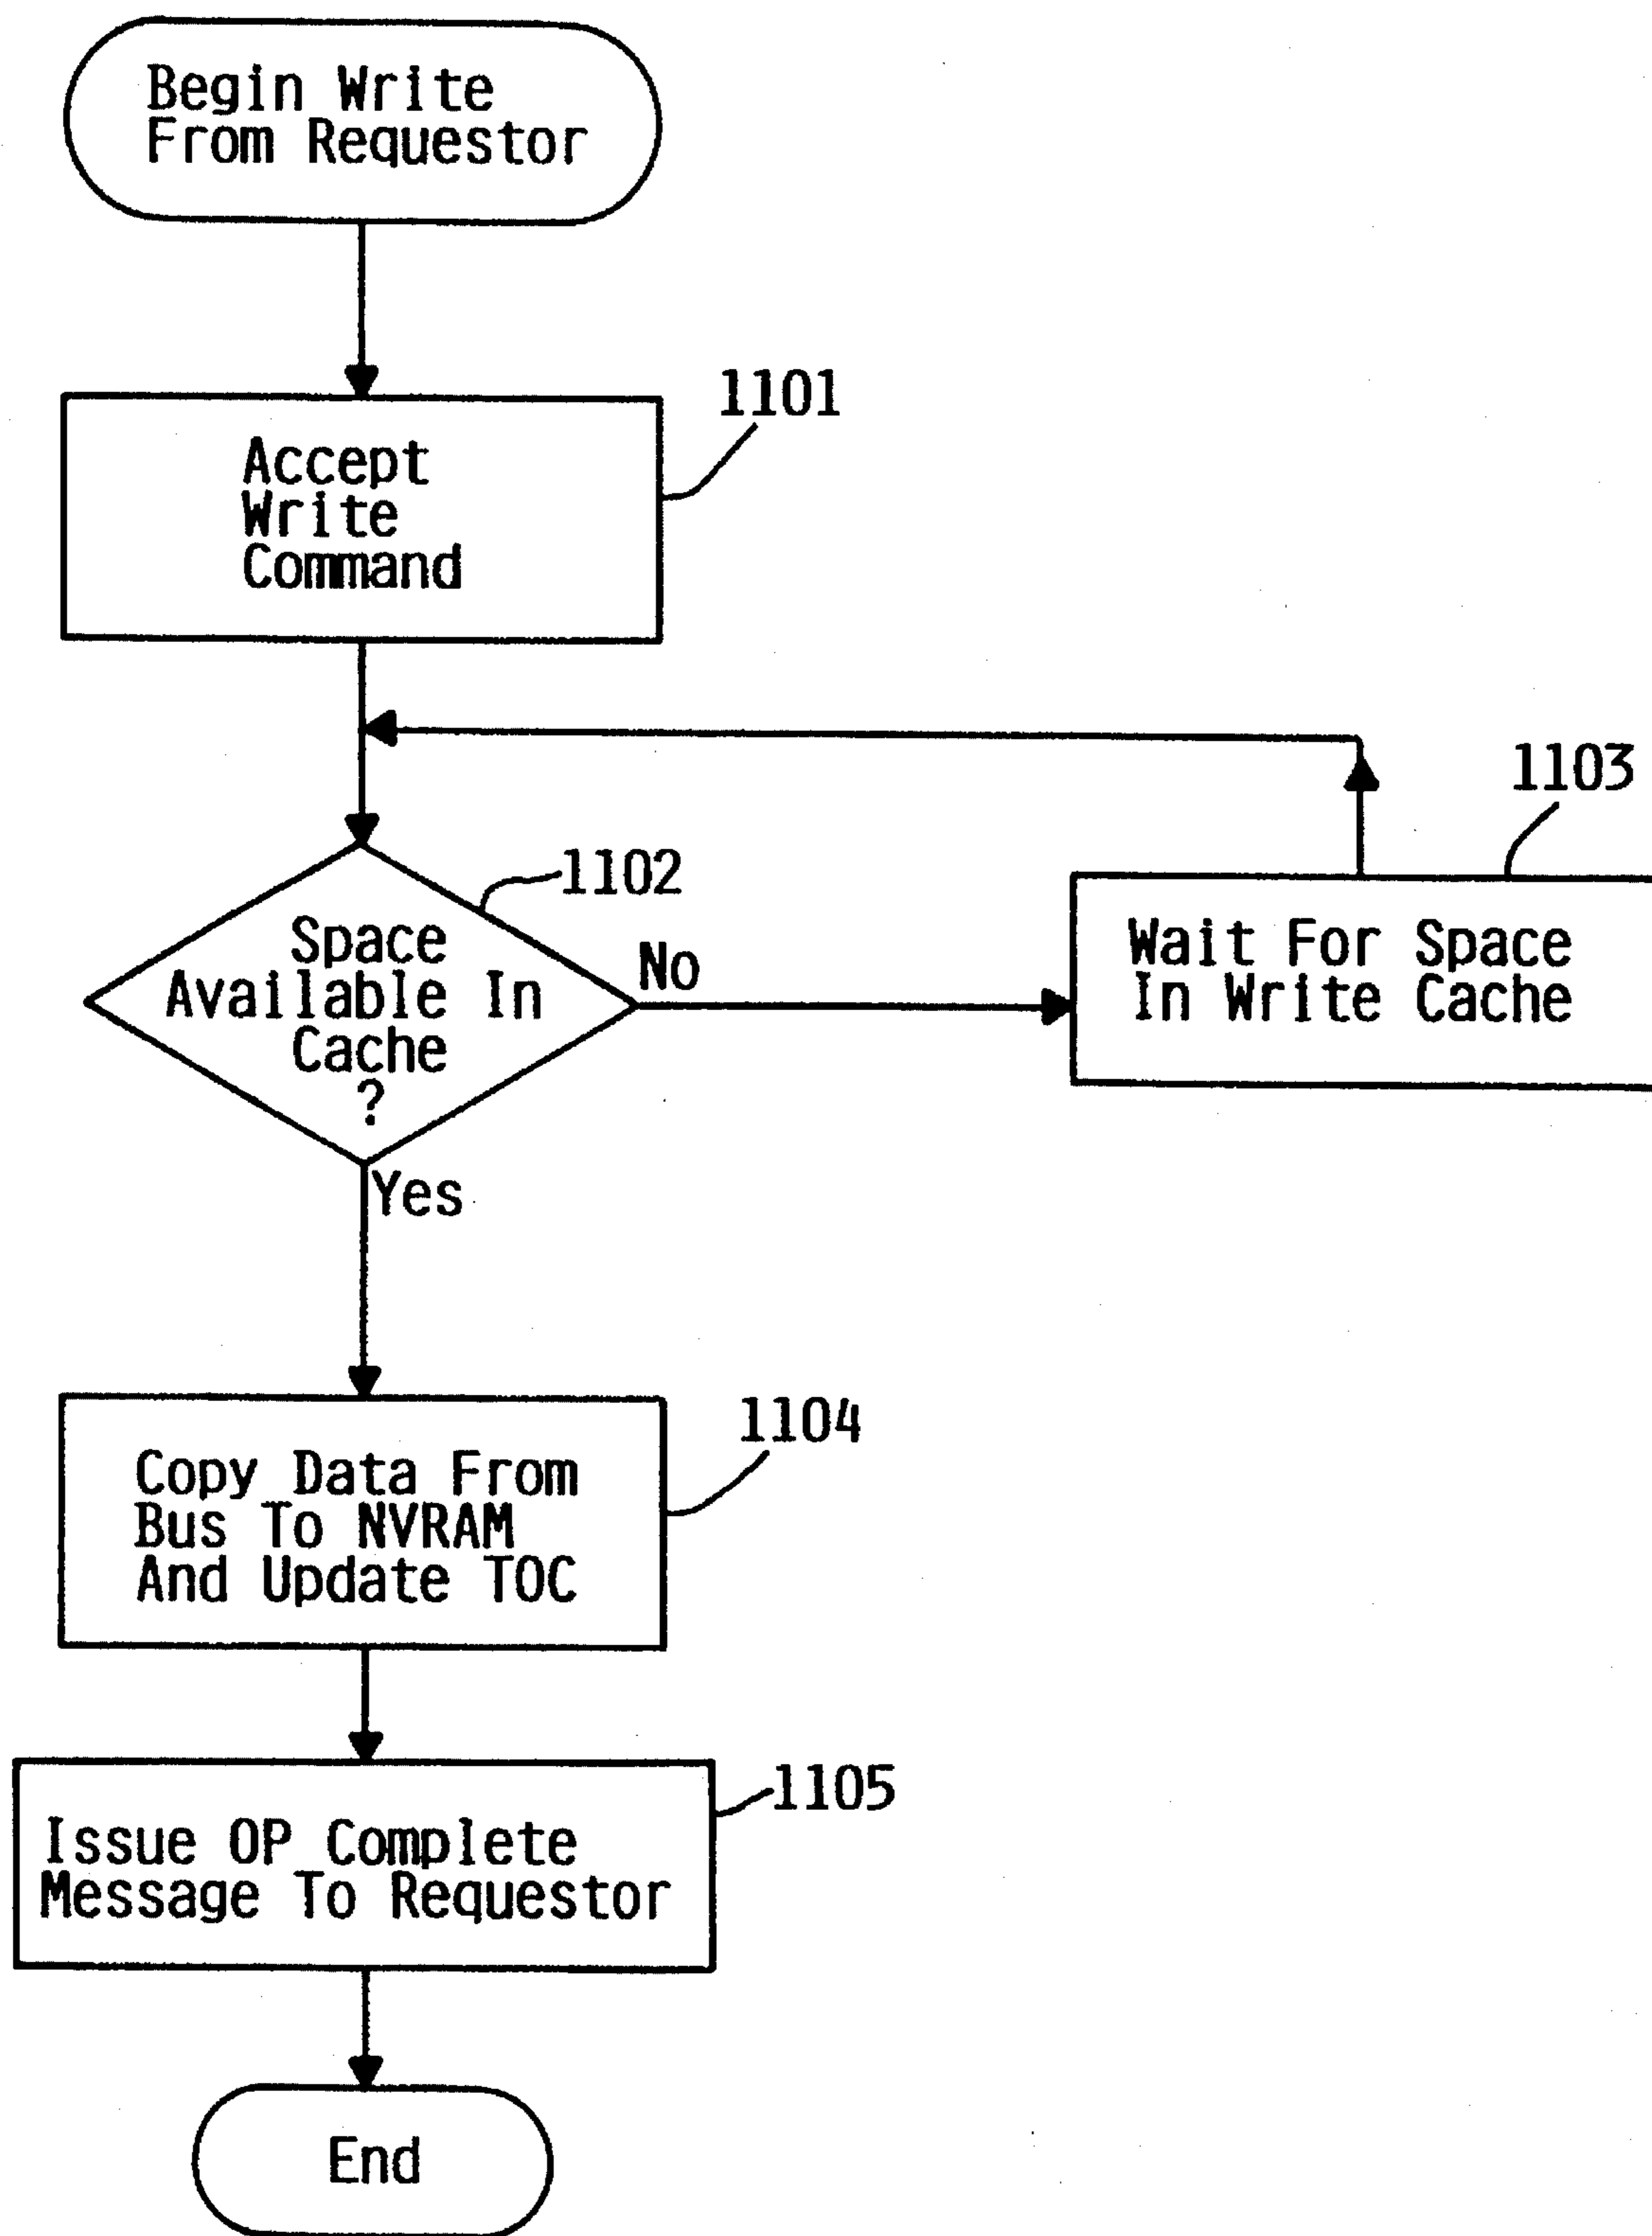 Begin Write
From Requestor
1101
Accept
Write
Command
1103
1102
Space
Available In
Cache
?
No
Wait For Space
In Write Cache
Yes
1104
Copy Data From
Bus To NVRAM
And Update TOC
1105
Issue OP Complete
Message To Requestor
End